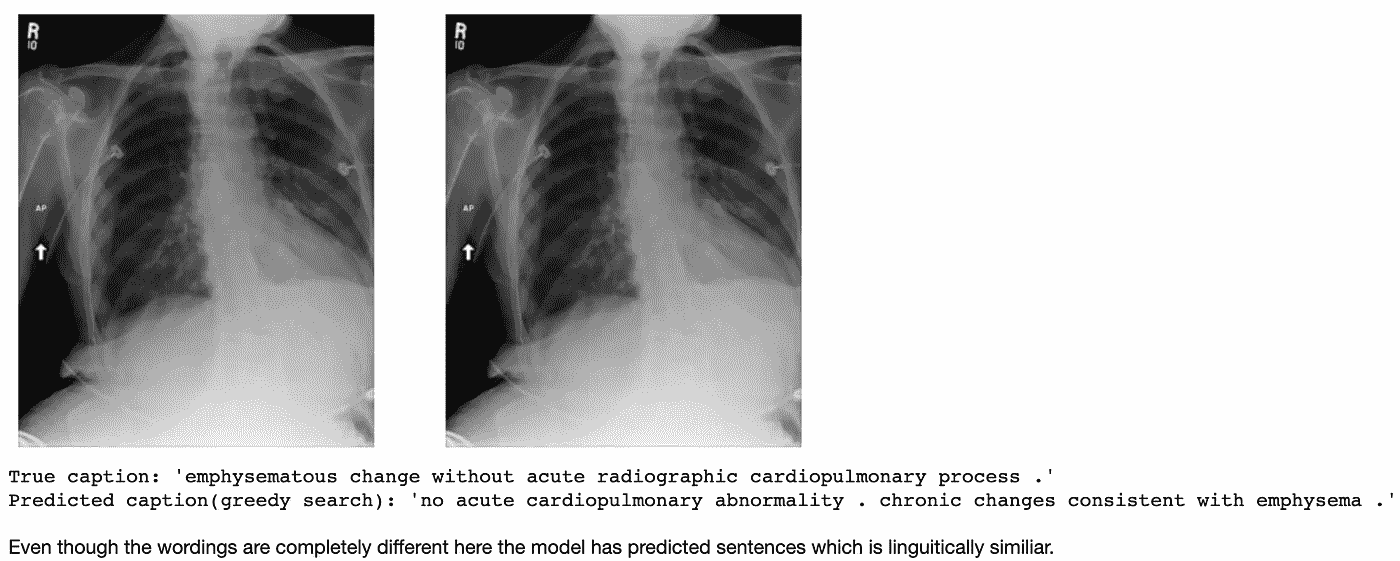 R R
10 10
AP AP
True caption: 'emphysematous change without acute radiographic cardiopulmonary process .'
Predicted caption(greedy search): 'no acute cardiopulmonary abnormality . chronic changes consistent with emphysema .'
Even though the wordings are completely different here the model has predicted sentences which is linguitically similiar.